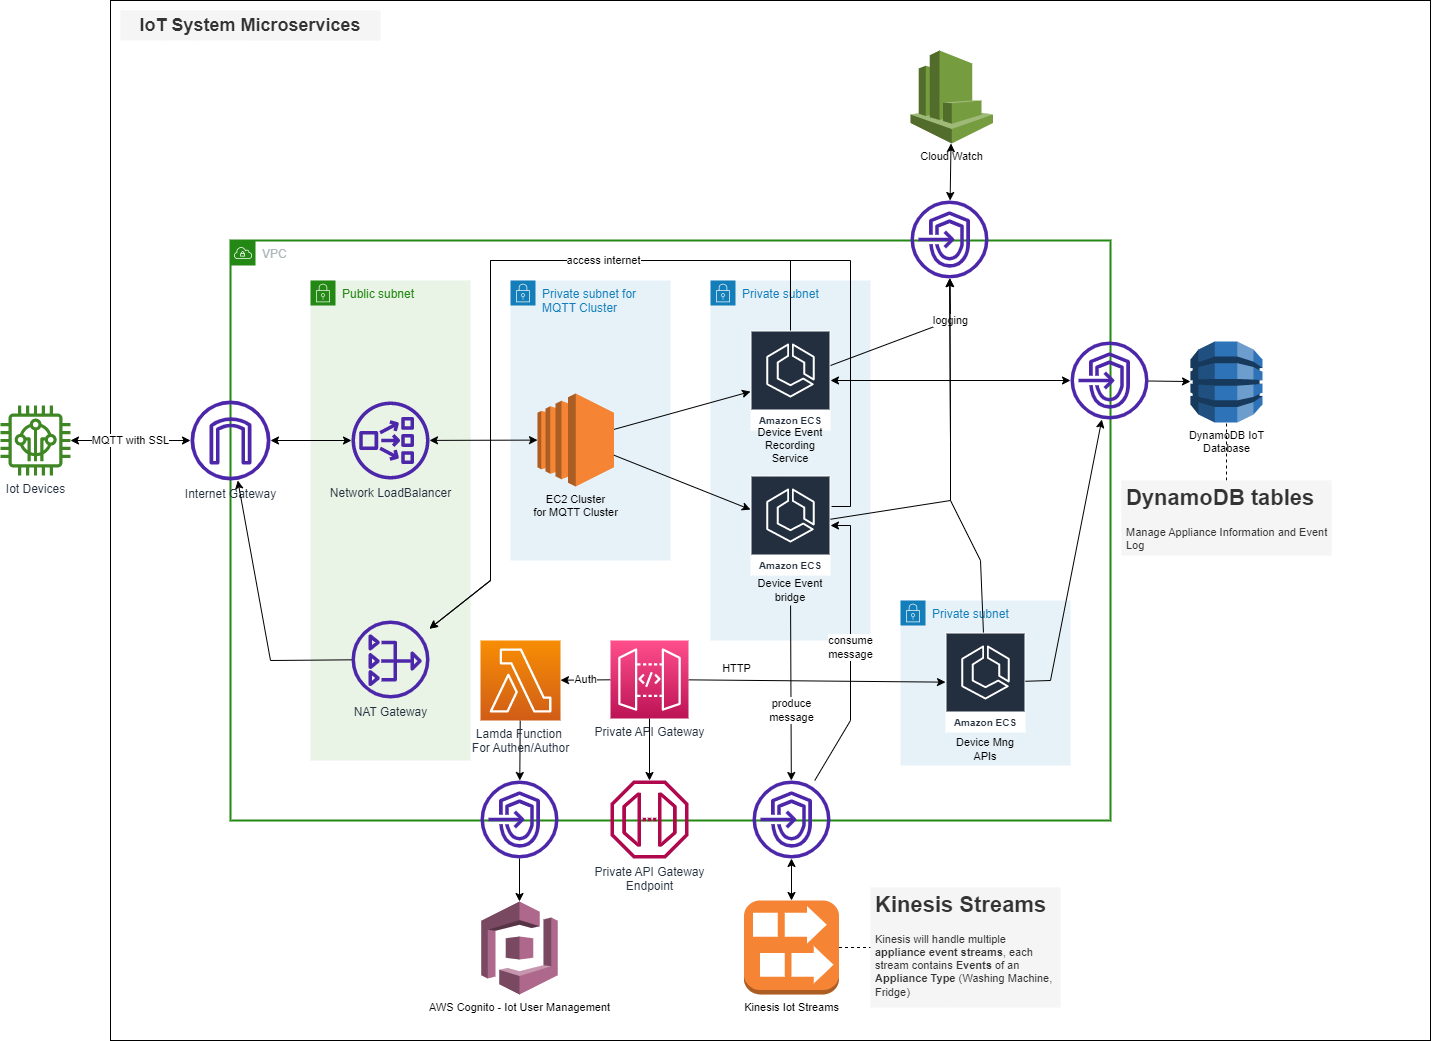 IoT System Microservices
Cloud Watch
VPC
access internet
Public subnet
Private subnet for
MQTT Cluster
Private subnet
logging
Amazon ECS
Device Event
Recording
Service
MQTT with SSL
Iot Devices
Internet Gateway
Network LoadBalancer
EC2 Cluster
for MQTT Cluster
DynamoDB IoT
Database
DynamoDB tables
Manage Appliance Information and Event
Log
Amazon ECS
Device Event
bridge
Private subnet
consume
message
HTTP
Auth
NAT Gateway
Lamda Function
For Authen/Author
Private API Gateway
produce
message
Amazon ECS
Device Mng
APIs
Private API Gateway
Endpoint
Kinesis Streams
Kinesis will handle multiple
appliance event streams, each
stream contains Events of an
Appliance Type (Washing Machine,
Fridge)
AWS Cognito - Iot User Management
Kinesis Iot Streams